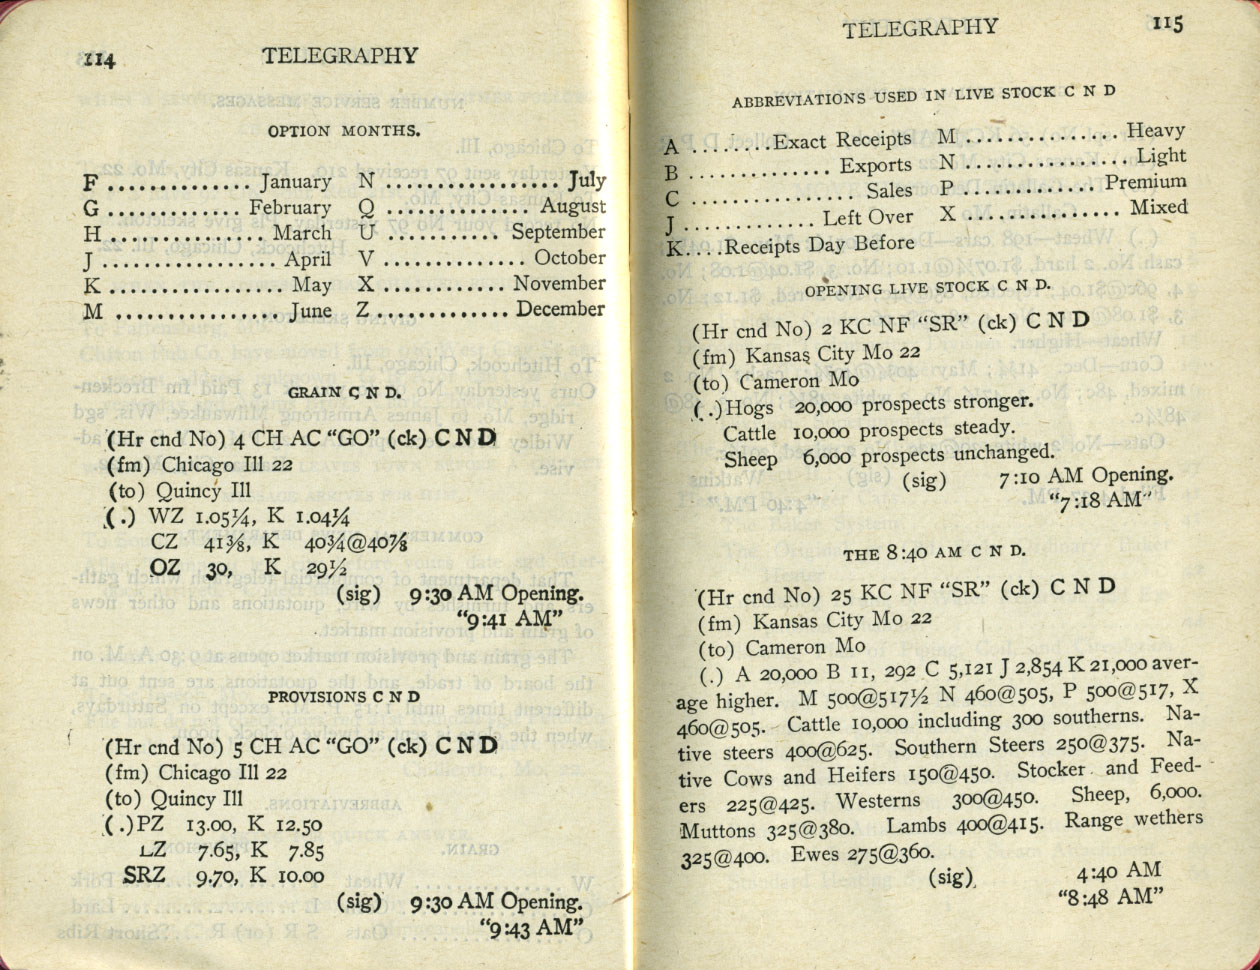 114
TELEGRAPHY
OPTION MONTHS.
F .............. January
G .............. February
H .............. March
J .............. April
K .............. May
M .............. June
N .............. July
Q .............. August
U .............. September
V .............. October
X .............. November
Z .............. December
GRAIN C N D.
(Hr cnd No) 4 CH AC “GO” (ck) C N D
(fm) Chicago Ill 22
(to) Quincy Ill
(.) WZ 1.05¼, K 1.04¼
CZ 41⅜, K 40¾@40⅞
OZ 30, K 29½
(sig) 9:30 AM Opening.
“9:41 AM”
PROVISIONS C N D
(Hr cnd No) 5 CH AC “GO” (ck) C N D
(fm) Chicago Ill 22
(to) Quincy Ill
(.) PZ 13.00, K 12.50
LZ 7.65, K 7.85
SRZ 9.70, K 10.00
(sig) 9:30 AM Opening.
“9:43 AM”
TELEGRAPHY
115
ABBREVIATIONS USED IN LIVE STOCK C N D
A ........ Exact Receipts
B .............. Exports
C ................ Sales
J ............ Left Over
K .... Receipts Day Before
M .............. Heavy
N .............. Light
P .............. Premium
X .............. Mixed
OPENING LIVE STOCK C N D.
(Hr cnd No) 2 KC NF “SR” (ck) C N D
(fm) Kansas City Mo 22
(to) Cameron Mo
(.) Hogs 20,000 prospects stronger.
Cattle 10,000 prospects steady.
Sheep 6,000 prospects unchanged.
(sig) 7:10 AM Opening.
“7:18 AM”
THE 8:40 AM C N D.
(Hr cnd No) 25 KC NF “SR” (ck) C N D
(fm) Kansas City Mo 22
(to) Cameron Mo
(.) A 20,000 B 11, 292 C 5,121 J 2,854 K 21,000 aver-
age higher. M 500@517½ N 460@505, P 500@517, X
460@505. Cattle 10,000 including 300 southerns. Na-
tive steers 400@625. Southern Steers 250@375. Na-
tive Cows and Heifers 150@450. Stocker and Feed-
ers 225@425. Westerns 300@450. Sheep, 6,000.
Muttons 325@380. Lambs 400@415. Range wethers
325@400. Ewes 275@360.
(sig) 4:40 AM
“8:48 AM”